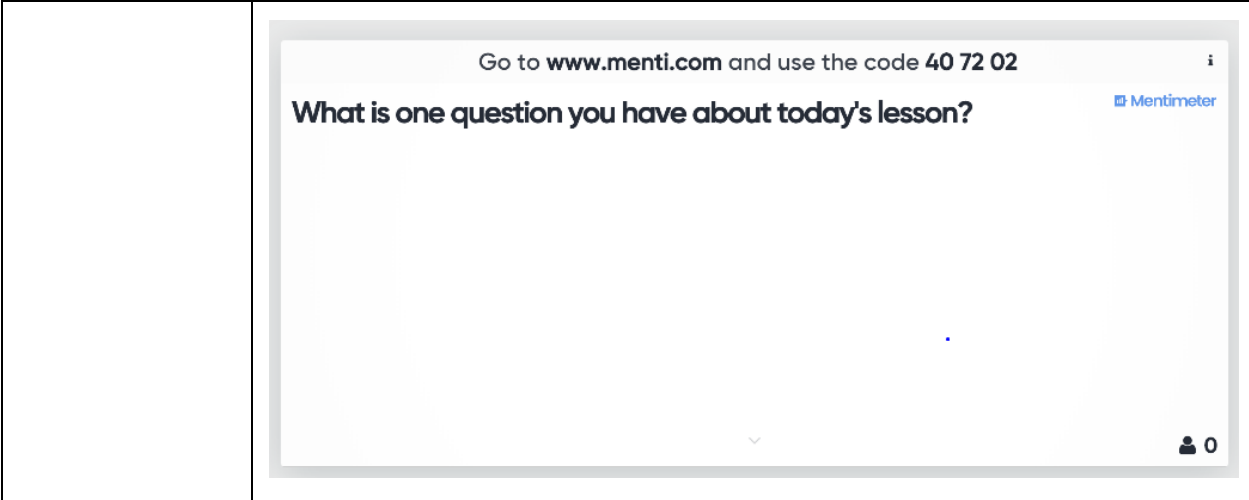 Go to www.menti.com and use the code 40 72 02
i
Mentimeter
What is one question you have about today's lesson?
0